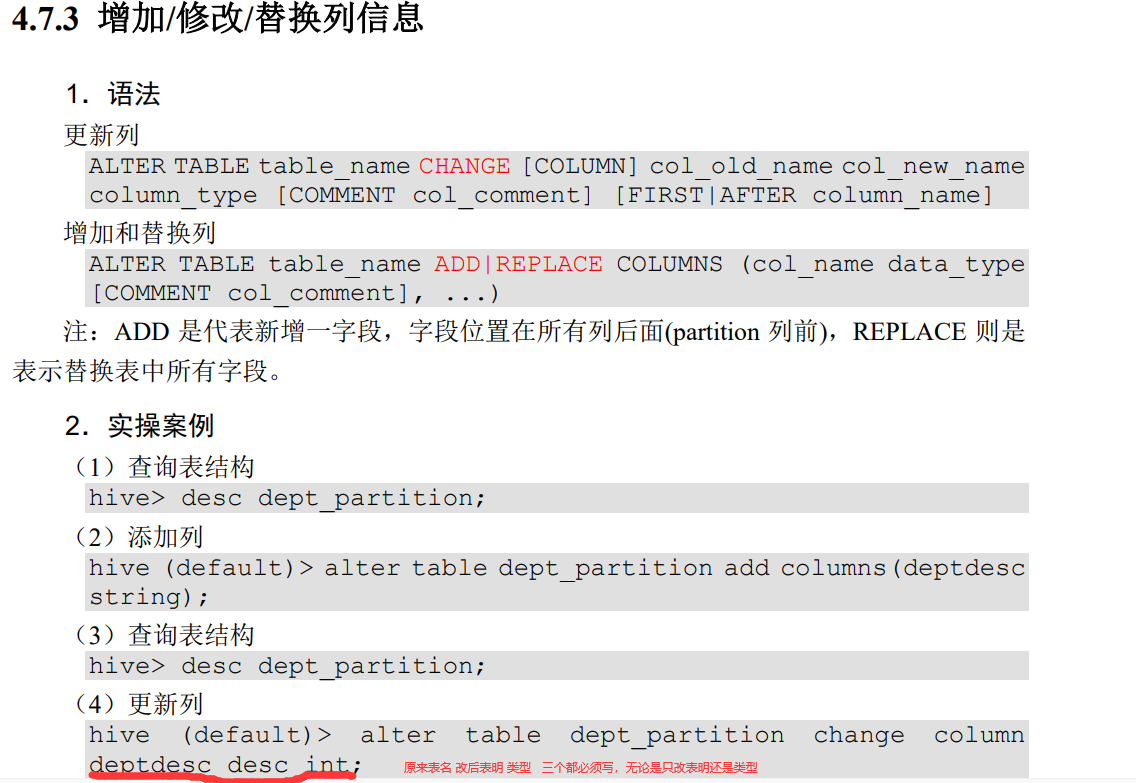 4.7.3 增加/修改/替换列信息
1．语法
更新列
ALTER TABLE table_name CHANGE [COLUMN] col_old_name col_new_name
column_type [COMMENT col_comment] [FIRST|AFTER column_name]
增加和替换列
ALTER TABLE table_name ADD|REPLACE COLUMNS (col_name data_type
[COMMENT col_comment], ...)
注：ADD 是代表新增一字段，字段位置在所有列后面(partition 列前)，REPLACE 则是
表示替换表中所有字段。
2．实操案例
（1）查询表结构
hive> desc dept_partition;
（2）添加列
hive (default)> alter table dept_partition add columns(deptdesc
string);
（3）查询表结构
hive> desc dept_partition;
（4）更新列
hive (default)> alter table dept_partition change column
deptdesc desc int; 原来表名 改后表明 类型 三个都必须写，无论是只改表明还是类型